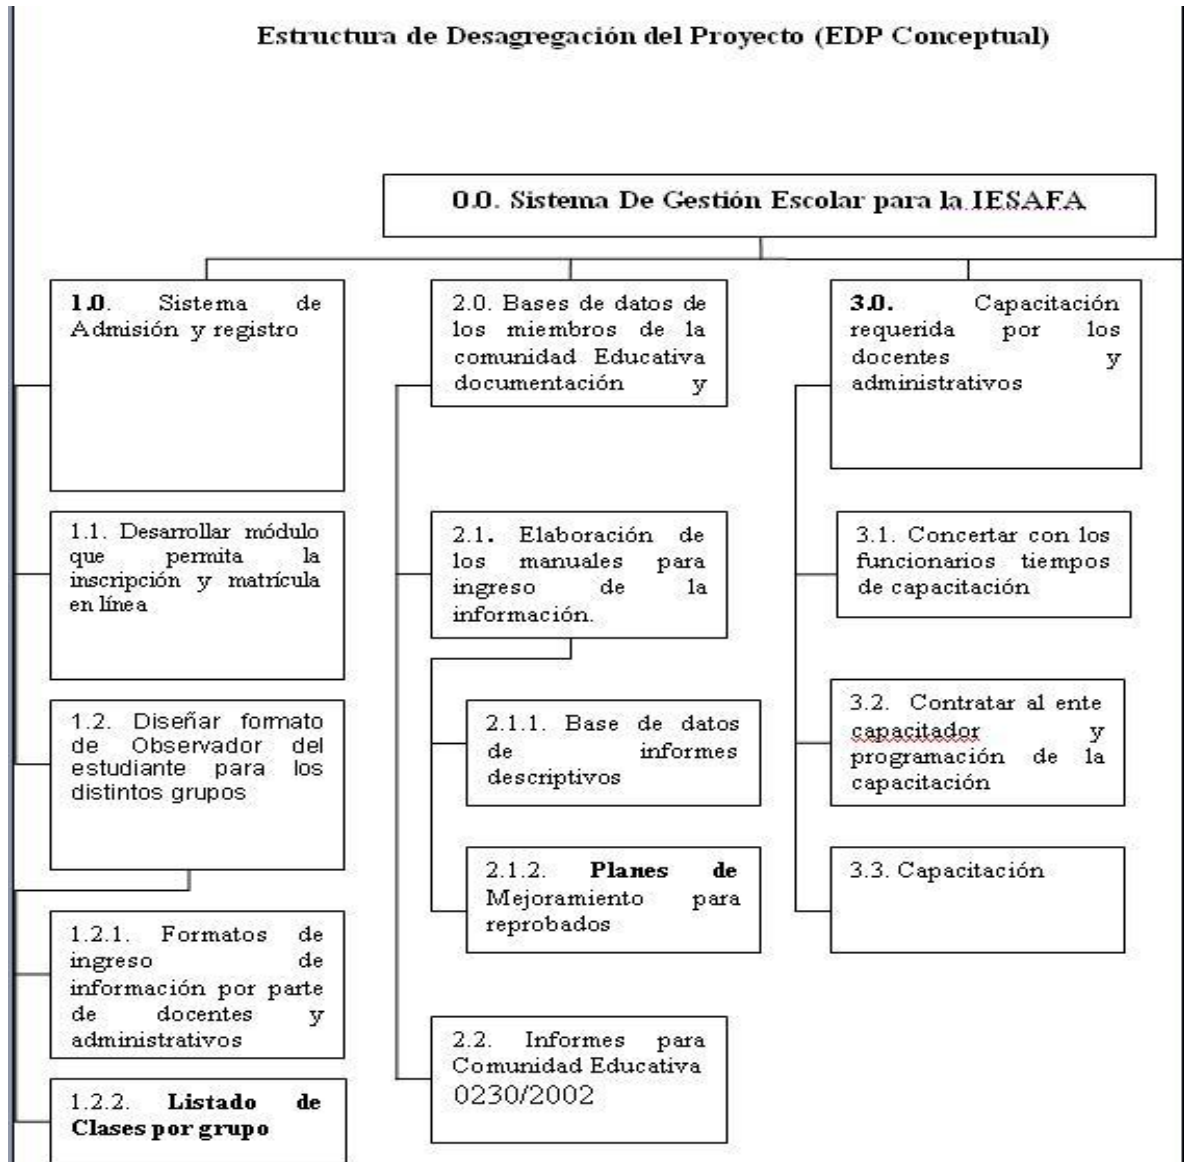 Estructura de Desagregación del Proyecto (EDP Conceptual)
0.0. Sistema De Gestión Escolar para la IESAFA
1.0. Sistema de
Admisión y registro
1.1. Desarrollar módulo
que permita la
inscripción y matrícula
en línea
1.2. Diseñar formato
de Observador del
estudiante para los
distintos grupos
1.2.1. Formatos de
ingreso de
información por parte
de docentes y
administrativos
1.2.2. Listado de
Clases por grupo
2.0. Bases de datos de
los miembros de la
comunidad Educativa
documentación y
2.1. Elaboración de
los manuales para
ingreso de la
información.
2.1.1. Base de datos
de informes
descriptivos
2.1.2. Planes de
Mejoramiento para
reprobados
2.2. Informes para
Comunidad Educativa
0230/2002
3.0. Capacitación
requerida por los
docentes y
administrativos
3.1. Concertar con los
funcionarios tiempos
de capacitación
3.2. Contratar al ente
capacitador y
programación de la
capacitación
3.3. Capacitación